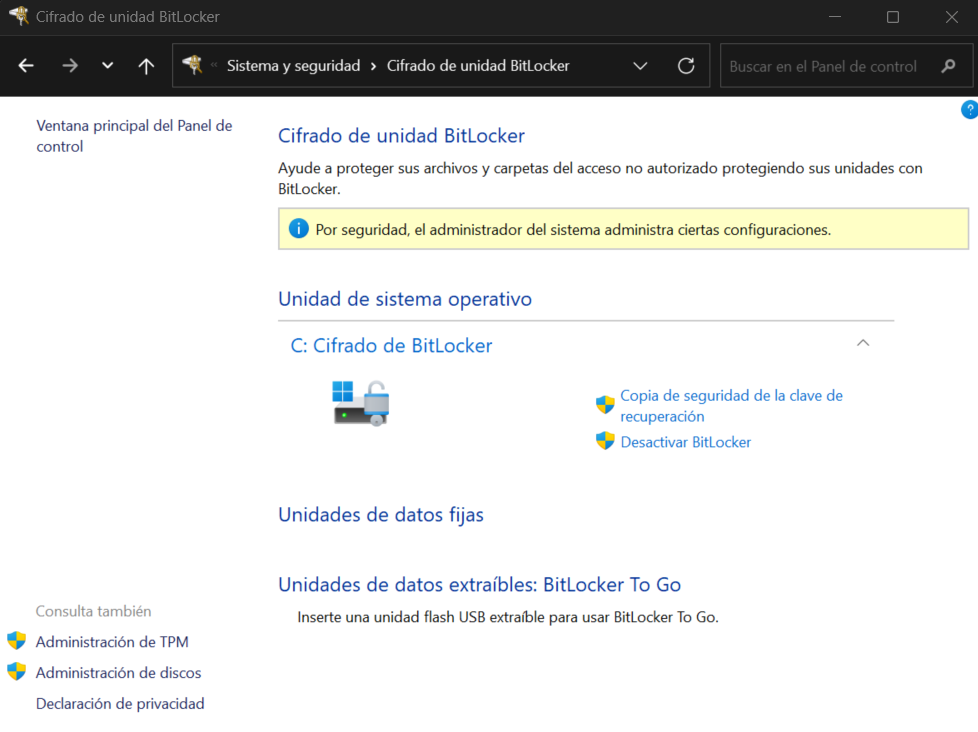 Cifrado de unidad BitLocker
« Sistema y seguridad › Cifrado de unidad BitLocker
Buscar en el Panel de control
Ventana principal del Panel de
control
Cifrado de unidad BitLocker
Ayude a proteger sus archivos y carpetas del acceso no autorizado protegiendo sus unidades con
BitLocker.
Por seguridad, el administrador del sistema administra ciertas configuraciones.
Unidad de sistema operativo
C: Cifrado de BitLocker
Copia de seguridad de la clave de
recuperación
Desactivar BitLocker
Unidades de datos fijas
Unidades de datos extraíbles: BitLocker To Go
Inserte una unidad flash USB extraíble para usar BitLocker To Go.
Consulta también
Administración de TPM
Administración de discos
Declaración de privacidad